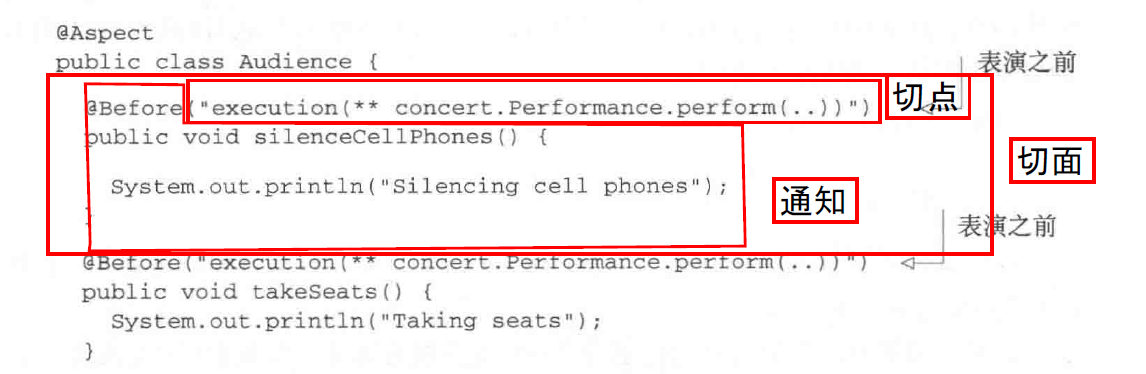 @Aspect
public class Audience {
表演之前
@Before("execution(** concert.Performance.perform(..))")
切点
public void silenceCellPhones() {
切面
System.out.println("Silencing cell phones");
通知
}
表演之前
@Before("execution(** concert.Performance.perform(..))")
public void takeSeats() {
System.out.println("Taking seats");
}